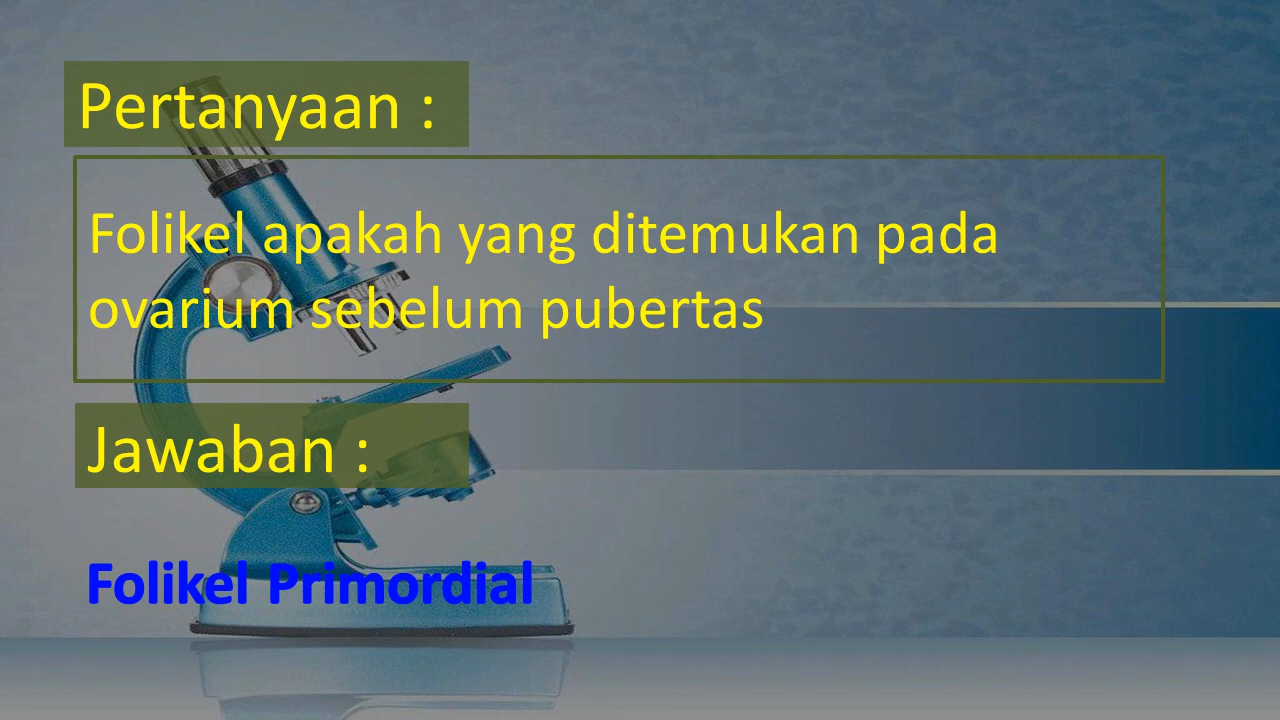 Pertanyaan :
Folikel apakah yang ditemukan pada
ovarium sebelum pubertas
Jawaban :
Folikel Primordial